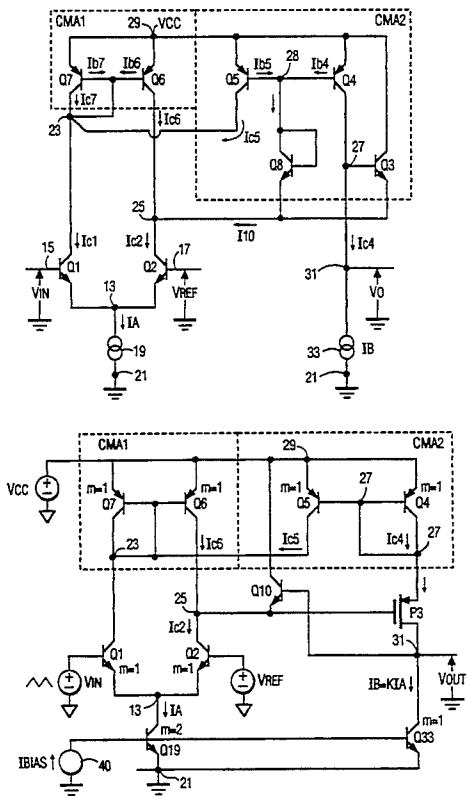 CMA1 29 VCC CMA2
Ib7 Ib6 Ib5 28 Ib4
Q7 Q6 Q5 Q4
Ic7 Ic6 Ic5
23 Q8 27 Q3
25 I10 Ic4
Ic1 Ic2
15 Q1 Q2 17 31
VIN 13 VREF VO
IA
19 33 IB
21 21
CMA1 29 CMA2
VCC m=1 m=1 m=1 27 m=1
Q7 Q6 Q5 Q4
23 Ic6 Ic5 Ic4 27
Q10
25 P3
Ic2 31
Q1 Q2
VIN m=1 m=1 VREF IB=KIA VOUT
13 IA
m=2 m=1
IBIAS 40 Q19 Q33
21